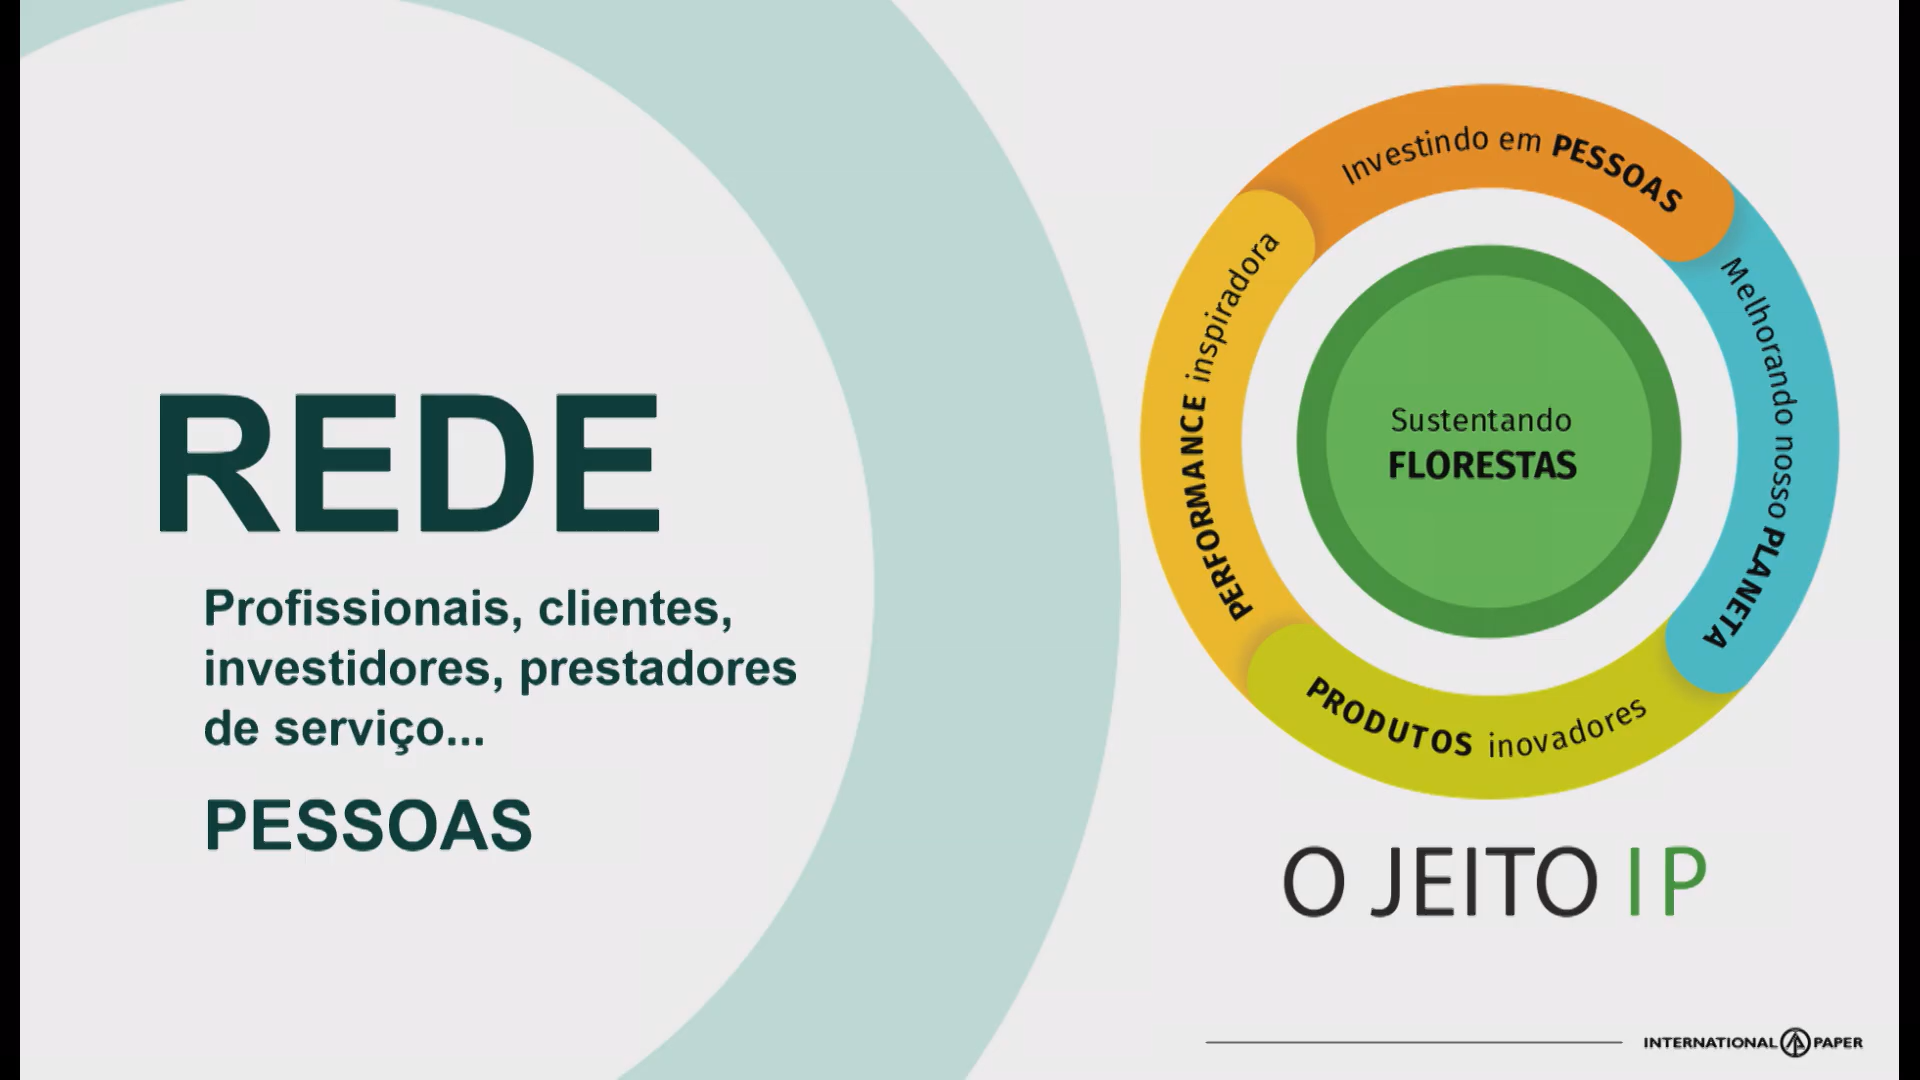 REDE
Profissionais, clientes,
investidores, prestadores
de serviço...
PESSOAS
Investindo em PESSOAS
Melhorando nosso PLANETA
PRODUTOS inovadores
PERFORMANCE inspiradora
Sustentando
FLORESTAS
O JEITO IP
INTERNATIONAL PAPER